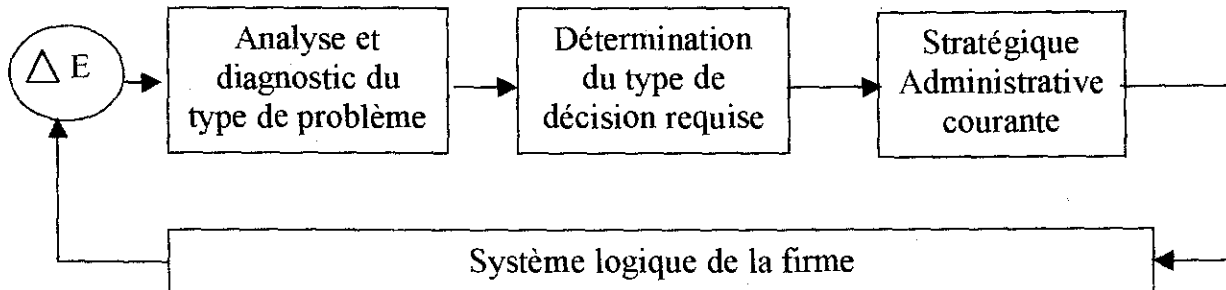 △ E
Analyse et
diagnostic du
type de problème
Détermination
du type de
décision requise
Stratégique
Administrative
courante
Système logique de la firme